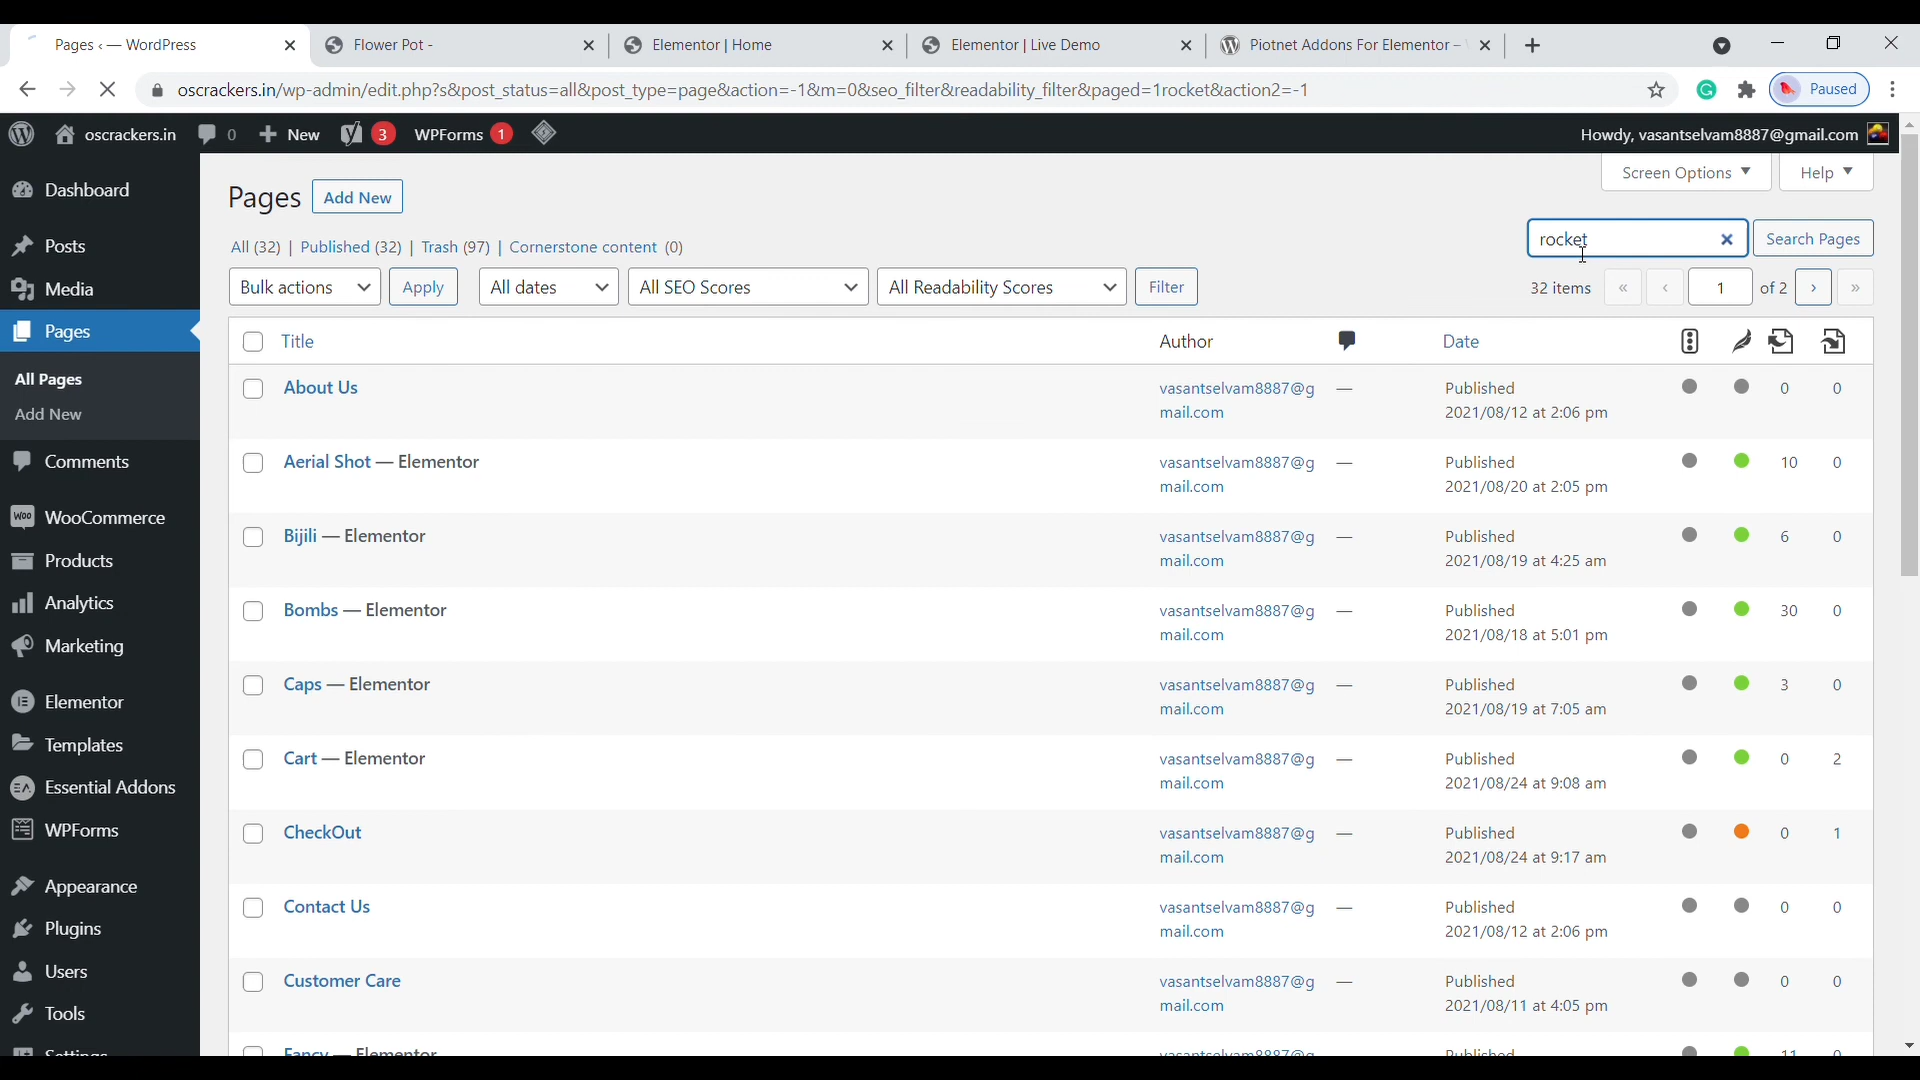 Pages ‹ — WordPress
Flower Pot -
Elementor | Home
Elementor | Live Demo
Piotnet Addons For Elementor –
oscrackers.in/wp-admin/edit.php?s&post_status=all&post_type=page&action=-1&m=0&seo_filter&readability_filter&paged=1rocket&action2=-1
Paused
oscrackers.in 0 New 3 WPForms 1
Howdy, vasantselvam8887@gmail.com
Dashboard
Posts
Media
Pages
All Pages
Add New
Comments
WooCommerce
Products
Analytics
Marketing
Elementor
Templates
Essential Addons
WPForms
Appearance
Plugins
Users
Tools
Settings
Screen Options Help
Pages Add New
All (32) | Published (32) | Trash (97) | Cornerstone content (0)
rocket Search Pages
Bulk actions Apply All dates All SEO Scores All Readability Scores Filter
32 items « ‹ 1 of 2 › »
Title Author Date
About Us vasantselvam8887@g — Published 0 0
mail.com 2021/08/12 at 2:06 pm
Aerial Shot — Elementor vasantselvam8887@g — Published 10 0
mail.com 2021/08/20 at 2:05 pm
Bijili — Elementor vasantselvam8887@g — Published 6 0
mail.com 2021/08/19 at 4:25 am
Bombs — Elementor vasantselvam8887@g — Published 30 0
mail.com 2021/08/18 at 5:01 pm
Caps — Elementor vasantselvam8887@g — Published 3 0
mail.com 2021/08/19 at 7:05 am
Cart — Elementor vasantselvam8887@g — Published 0 2
mail.com 2021/08/24 at 9:08 am
CheckOut vasantselvam8887@g — Published 0 1
mail.com 2021/08/24 at 9:17 am
Contact Us vasantselvam8887@g — Published 0 0
mail.com 2021/08/12 at 2:06 pm
Customer Care vasantselvam8887@g — Published 0 0
mail.com 2021/08/11 at 4:05 pm
Fancy — Elementor vasantselvam8887@g — Published 11 0